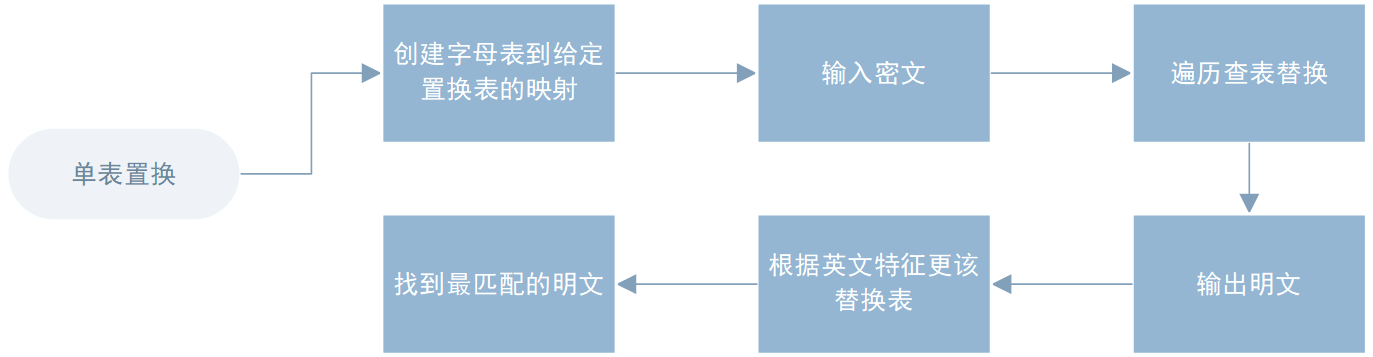 单表置换
创建字母表到给定
置换表的映射
输入密文
遍历查表替换
输出明文
根据英文特征更该
替换表
找到最匹配的明文